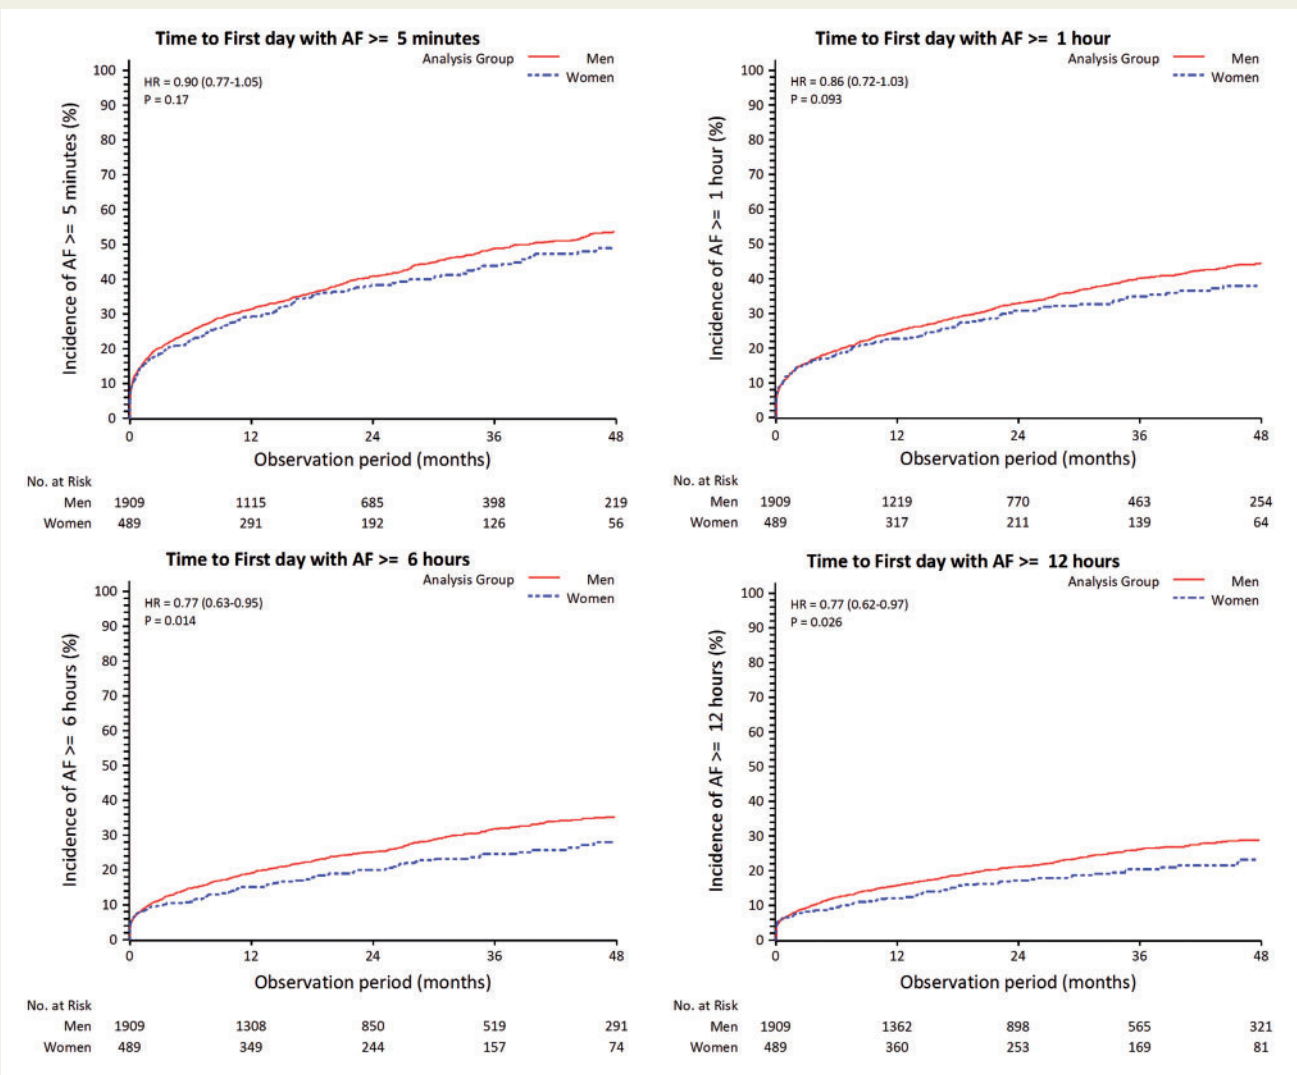 Time to First day with AF >= 5 minutes
Analysis Group Men
Women
HR = 0.90 (0.77-1.05)
P = 0.17
Incidence of AF >= 5 minutes (%)
100
90
80
70
60
50
40
30
20
10
0
0 12 24 36 48
Observation period (months)
No. at Risk
Men 1909 1115 685 398 219
Women 489 291 192 126 56
Time to First day with AF >= 1 hour
Analysis Group Men
Women
HR = 0.86 (0.72-1.03)
P = 0.093
Incidence of AF >= 1 hour (%)
100
90
80
70
60
50
40
30
20
10
0
0 12 24 36 48
Observation period (months)
No. at Risk
Men 1909 1219 770 463 254
Women 489 317 211 139 64
Time to First day with AF >= 6 hours
Analysis Group Men
Women
HR = 0.77 (0.63-0.95)
P = 0.014
Incidence of AF >= 6 hours (%)
100
90
80
70
60
50
40
30
20
10
0
0 12 24 36 48
Observation period (months)
No. at Risk
Men 1909 1308 850 519 291
Women 489 349 244 157 74
Time to First day with AF >= 12 hours
Analysis Group Men
Women
HR = 0.77 (0.62-0.97)
P = 0.026
Incidence of AF >= 12 hours (%)
100
90
80
70
60
50
40
30
20
10
0
0 12 24 36 48
Observation period (months)
No. at Risk
Men 1909 1362 898 565 321
Women 489 360 253 169 81